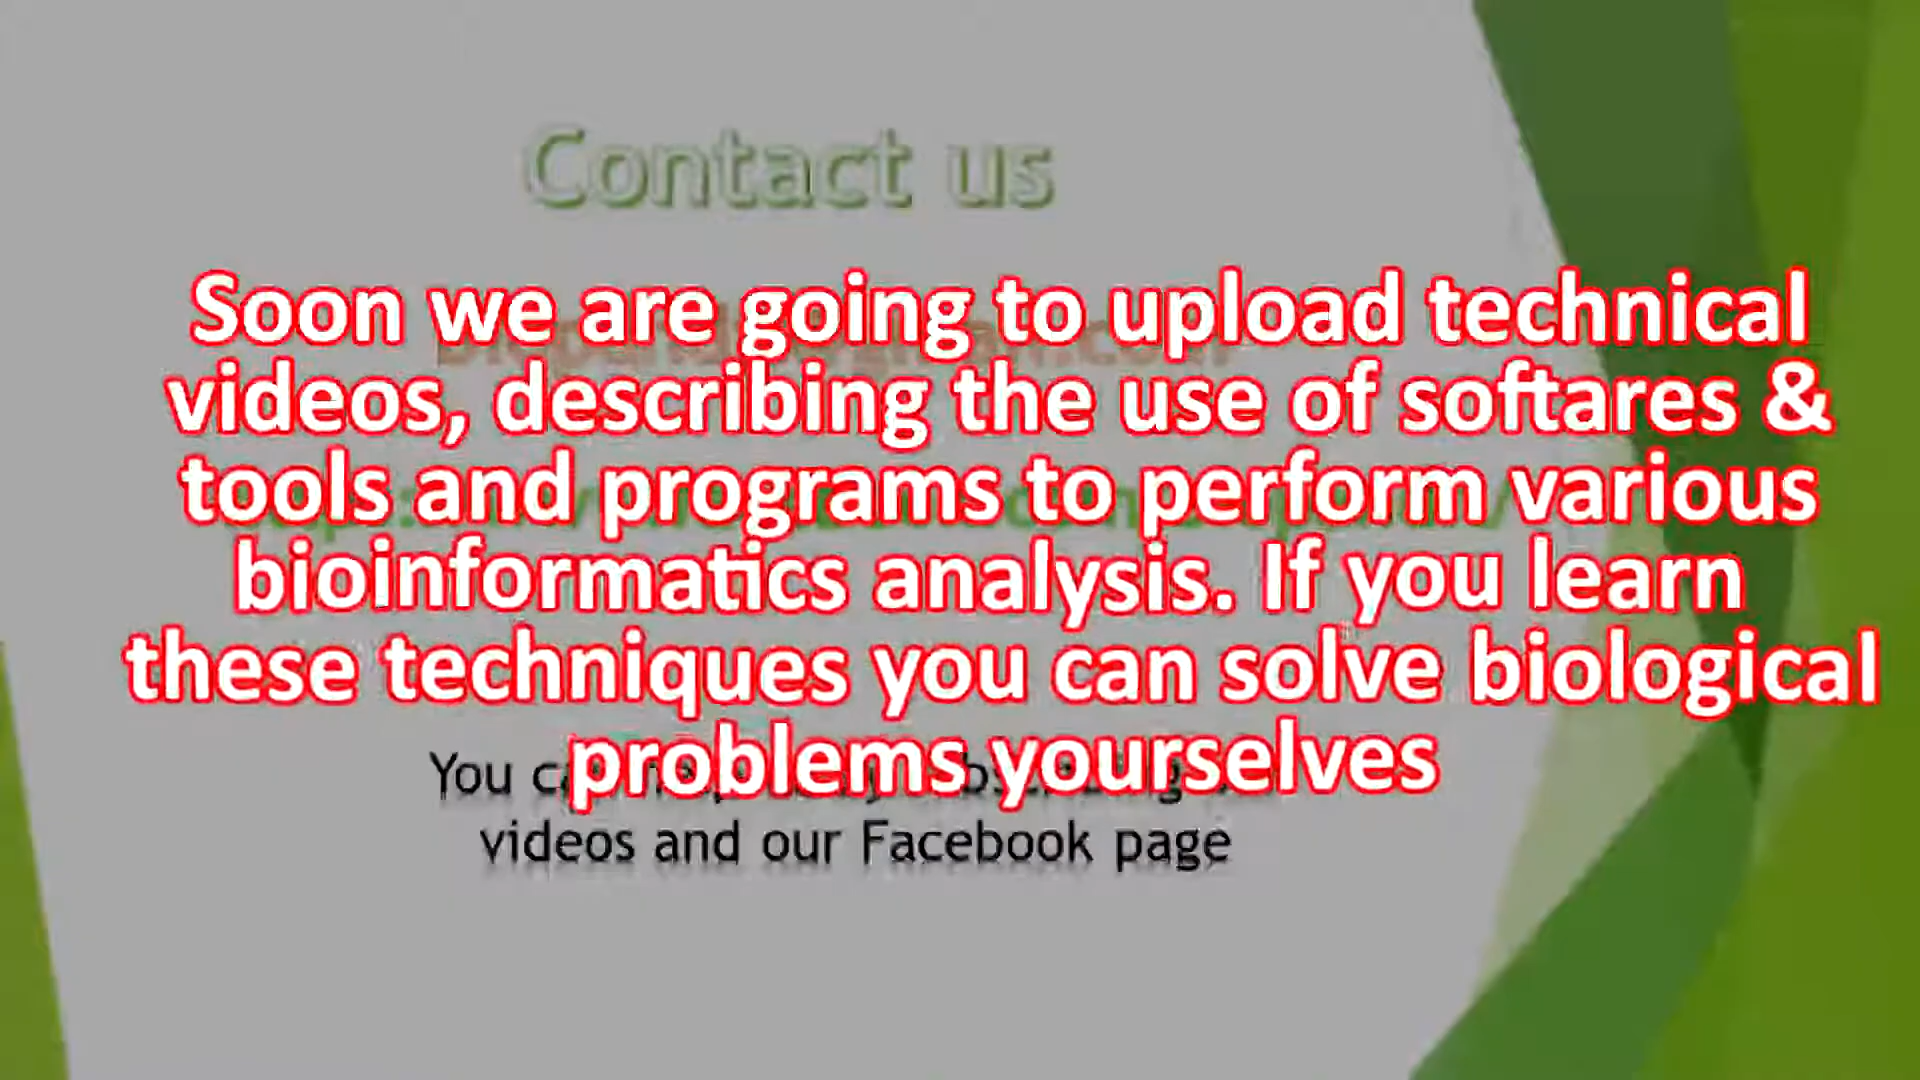 Contact us
Soon we are going to upload technical
videos, describing the use of softares &
tools and programs to perform various
bioinformatics analysis. If you learn
these techniques you can solve biological
problems yourselves
You
videos and our Facebook page